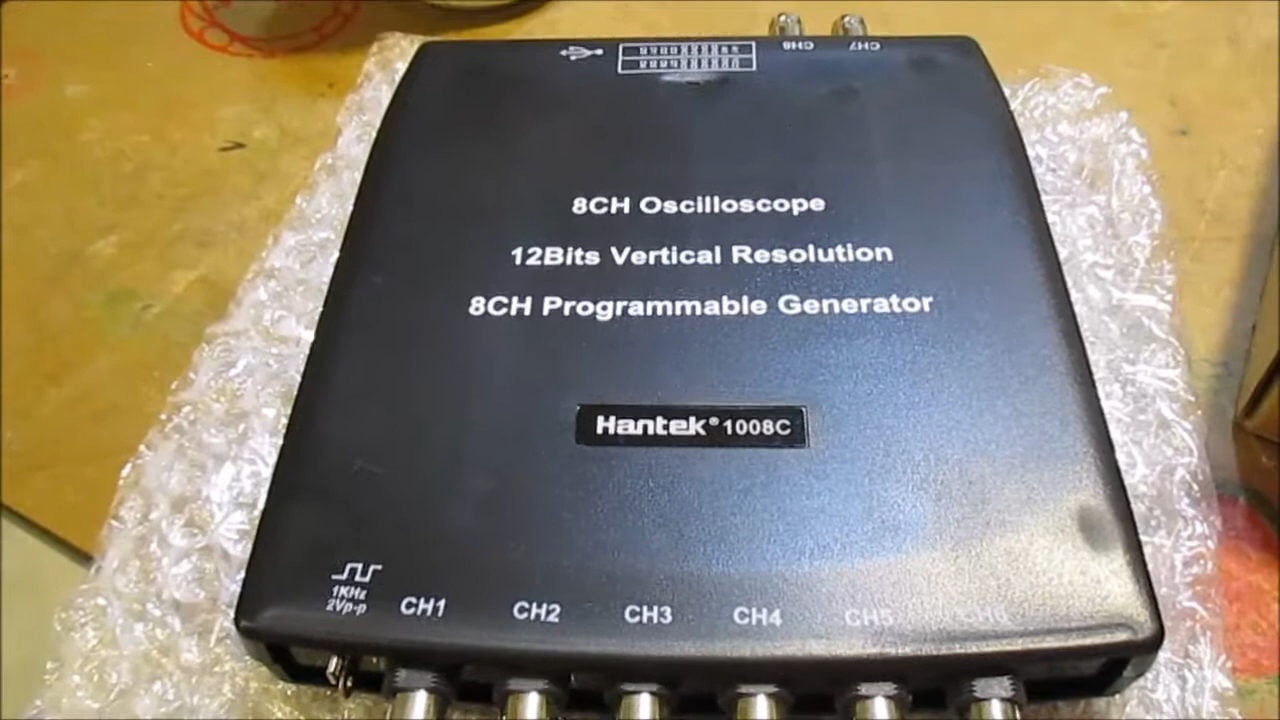 CH8 CH7
8CH Oscilloscope
12Bits Vertical Resolution
8CH Programmable Generator
Hantek® 1008C
1KHz
2Vp-p
CH1 CH2 CH3 CH4 CH5 CH6